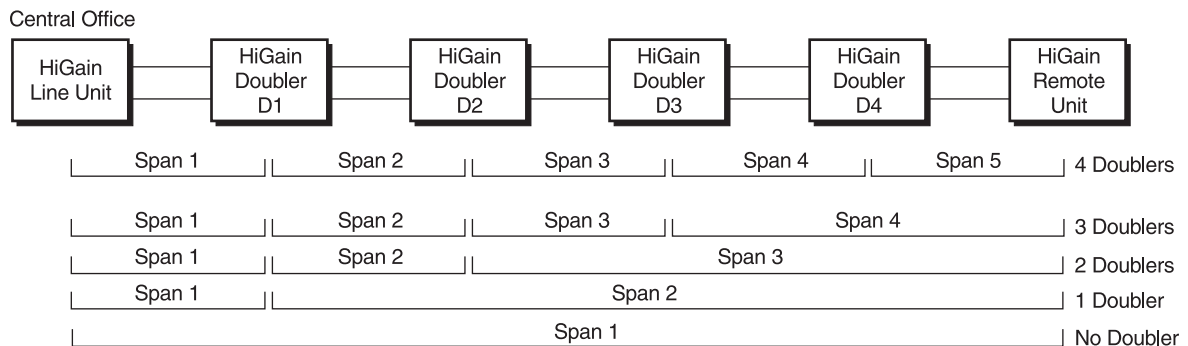 Central Office
HiGain
Line Unit
HiGain
Doubler
D1
HiGain
Doubler
D2
HiGain
Doubler
D3
HiGain
Doubler
D4
HiGain
Remote
Unit
Span 1 Span 2 Span 3 Span 4 Span 5 4 Doublers
Span 1 Span 2 Span 3 Span 4 3 Doublers
Span 1 Span 2 Span 3 2 Doublers
Span 1 Span 2 1 Doubler
Span 1 No Doubler